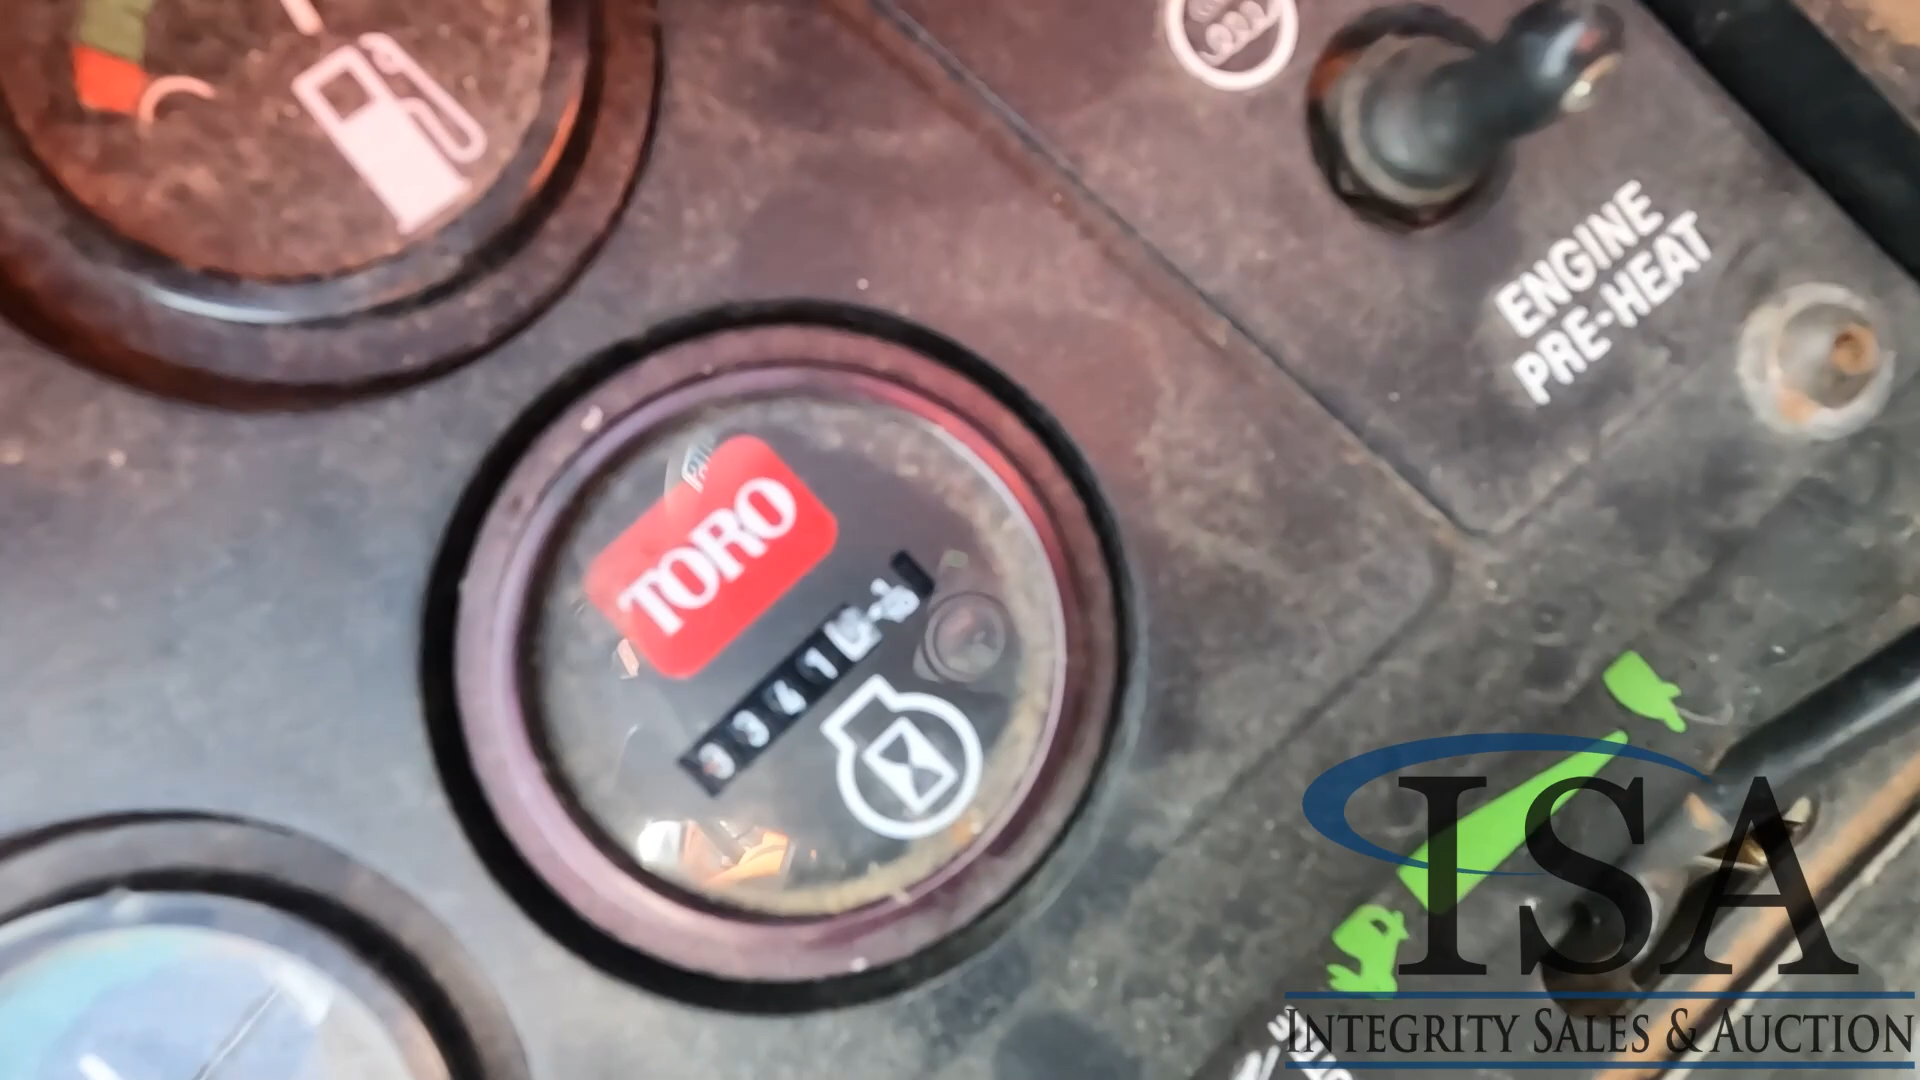 ENGINE
PRE-HEAT
TORO
ISA
INTEGRITY SALES & AUCTION